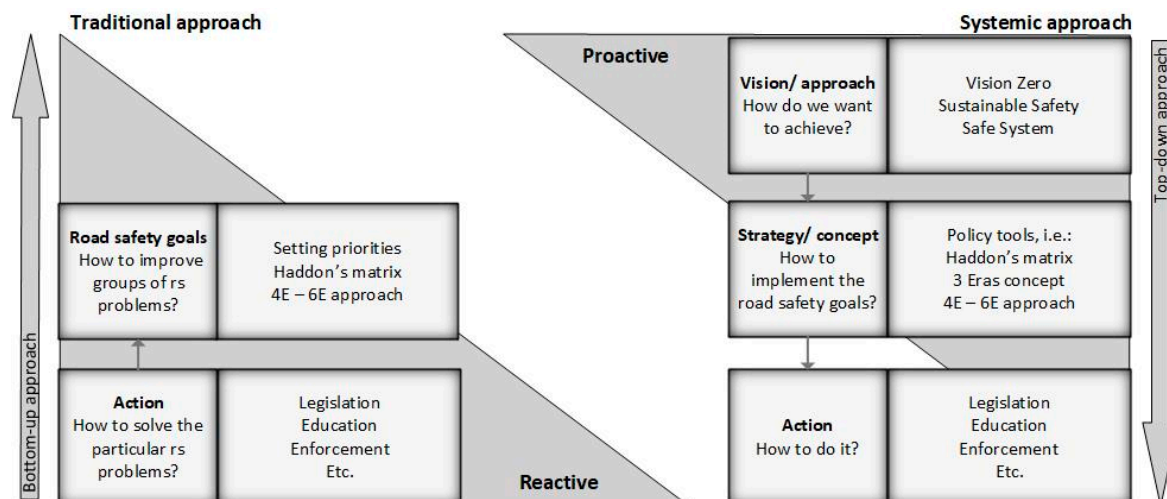 Traditional approach
Systemic approach
Proactive
Vision/ approach
How do we want
to achieve?
Vision Zero
Sustainable Safety
Safe System
Top-down approach
Road safety goals
How to improve
groups of rs
problems?
Setting priorities
Haddon's matrix
4E – 6E approach
Strategy/ concept
How to
implement the
road safety goals?
Policy tools, i.e.:
Haddon's matrix
3 Eras concept
4E – 6E approach
Bottom-up approach
Action
How to solve the
particular rs
problems?
Legislation
Education
Enforcement
Etc.
Reactive
Action
How to do it?
Legislation
Education
Enforcement
Etc.